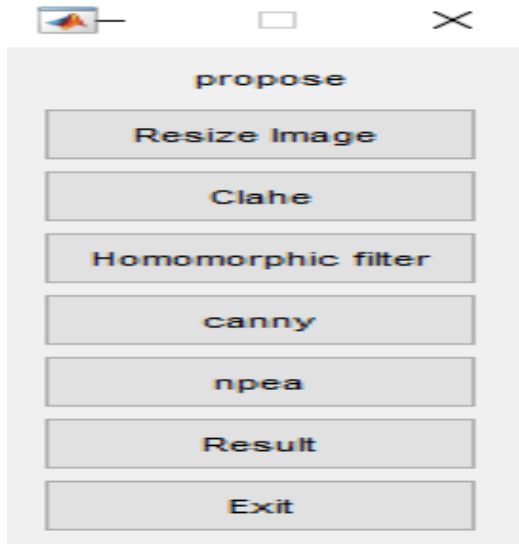 propose
Resize Image
Clahe
Homomorphic filter
canny
npea
Result
Exit